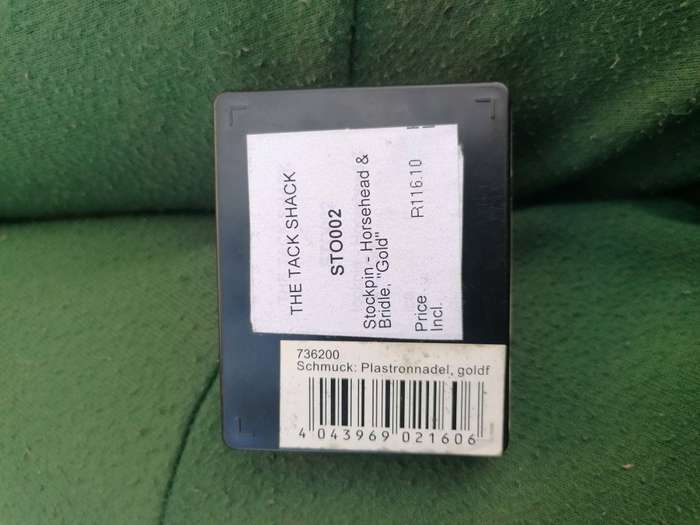 THE TACK SHACK
STO002
Stockpin - Horsehead &
Bridle, "Gold"
Price R116.10
Incl.
736200
Schmuck: Plastronnadel, goldf
4 043969 021606